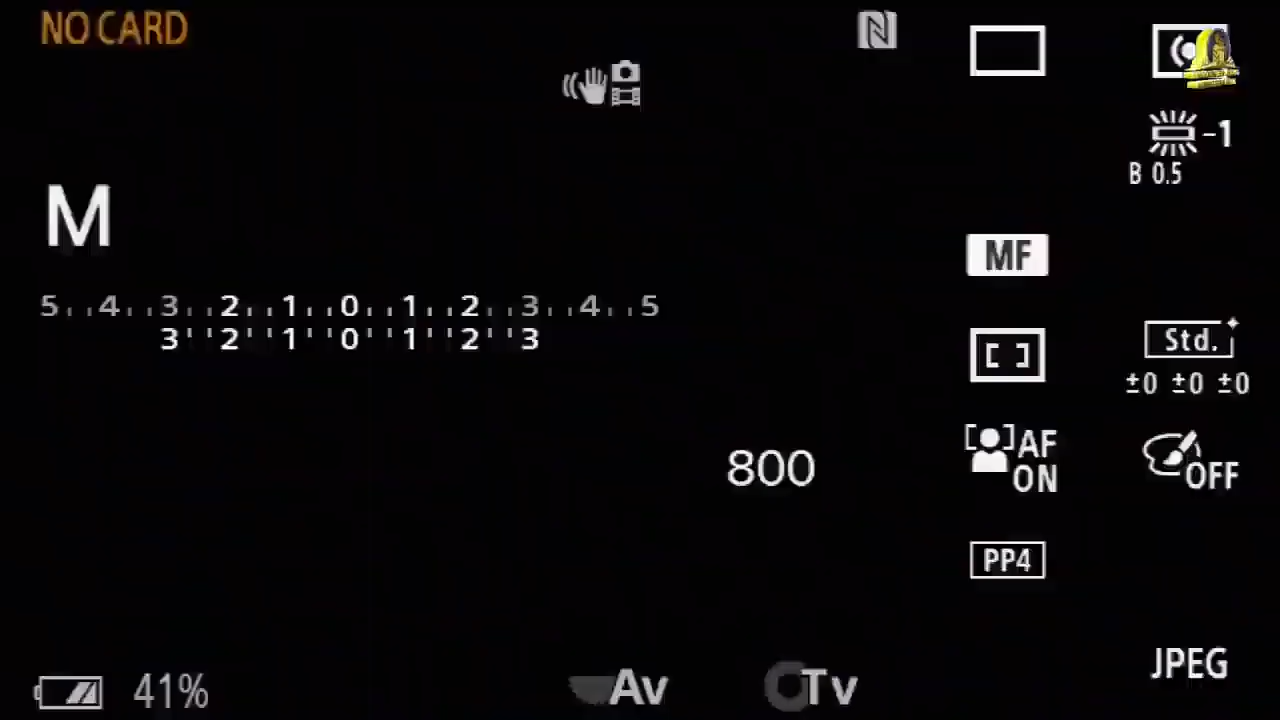 NO CARD
-1
B 0.5
M
MF
5..4..3..2..1..0..1..2..3..4..5
3''2''1''0''1''2''3
Std.
±0 ±0 ±0
AF
ON
OFF
800
PP4
JPEG
41%
Av
Tv